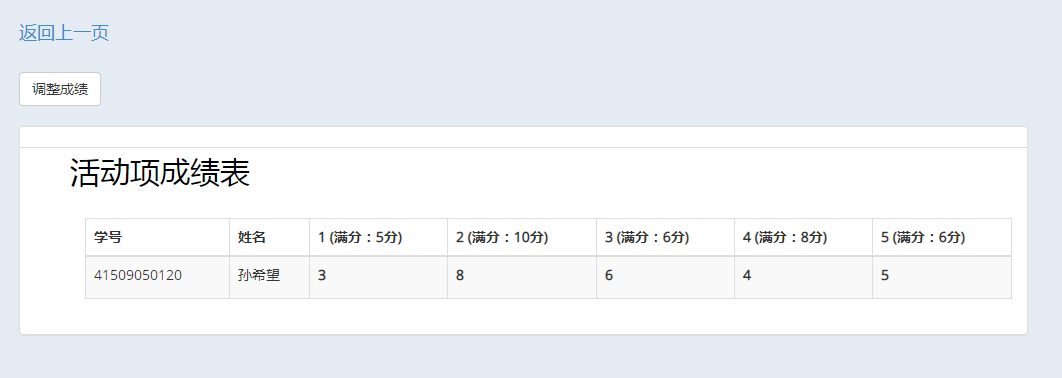 返回上一页
调整成绩
活动项成绩表
学号 姓名 1 (满分：5分) 2 (满分：10分) 3 (满分：6分) 4 (满分：8分) 5 (满分：6分)
41509050120 孙希望 3 8 6 4 5